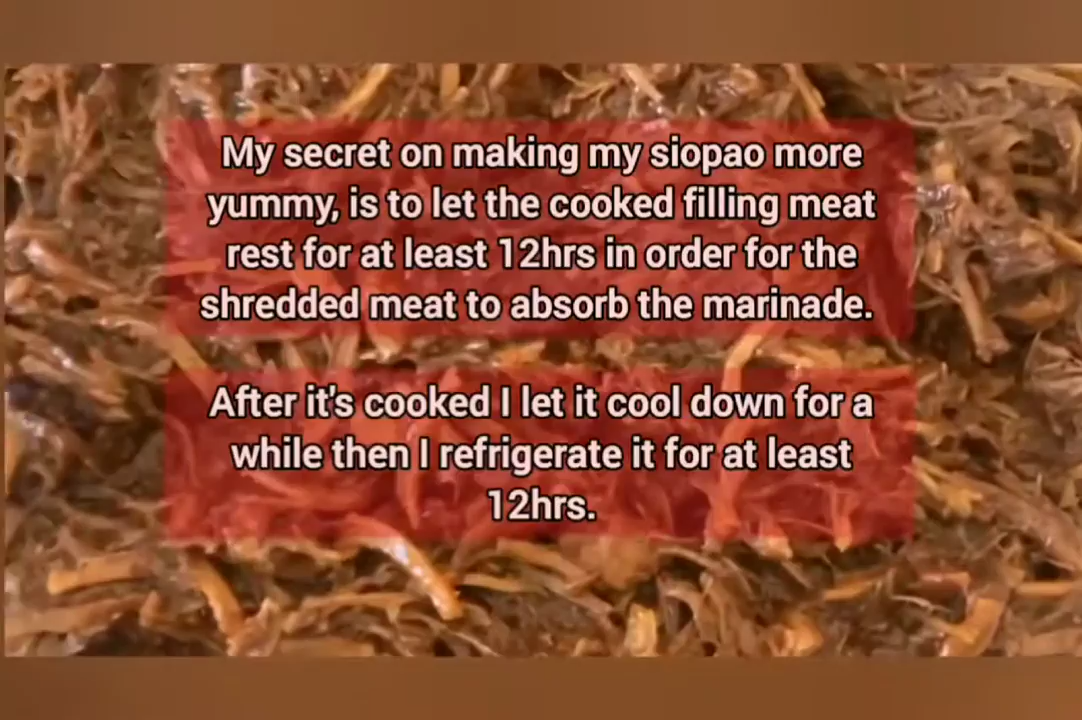 My secret on making my siopao more
yummy, is to let the cooked filling meat
rest for at least 12hrs in order for the
shredded meat to absorb the marinade.
After it's cooked I let it cool down for a
while then I refrigerate it for at least
12hrs.